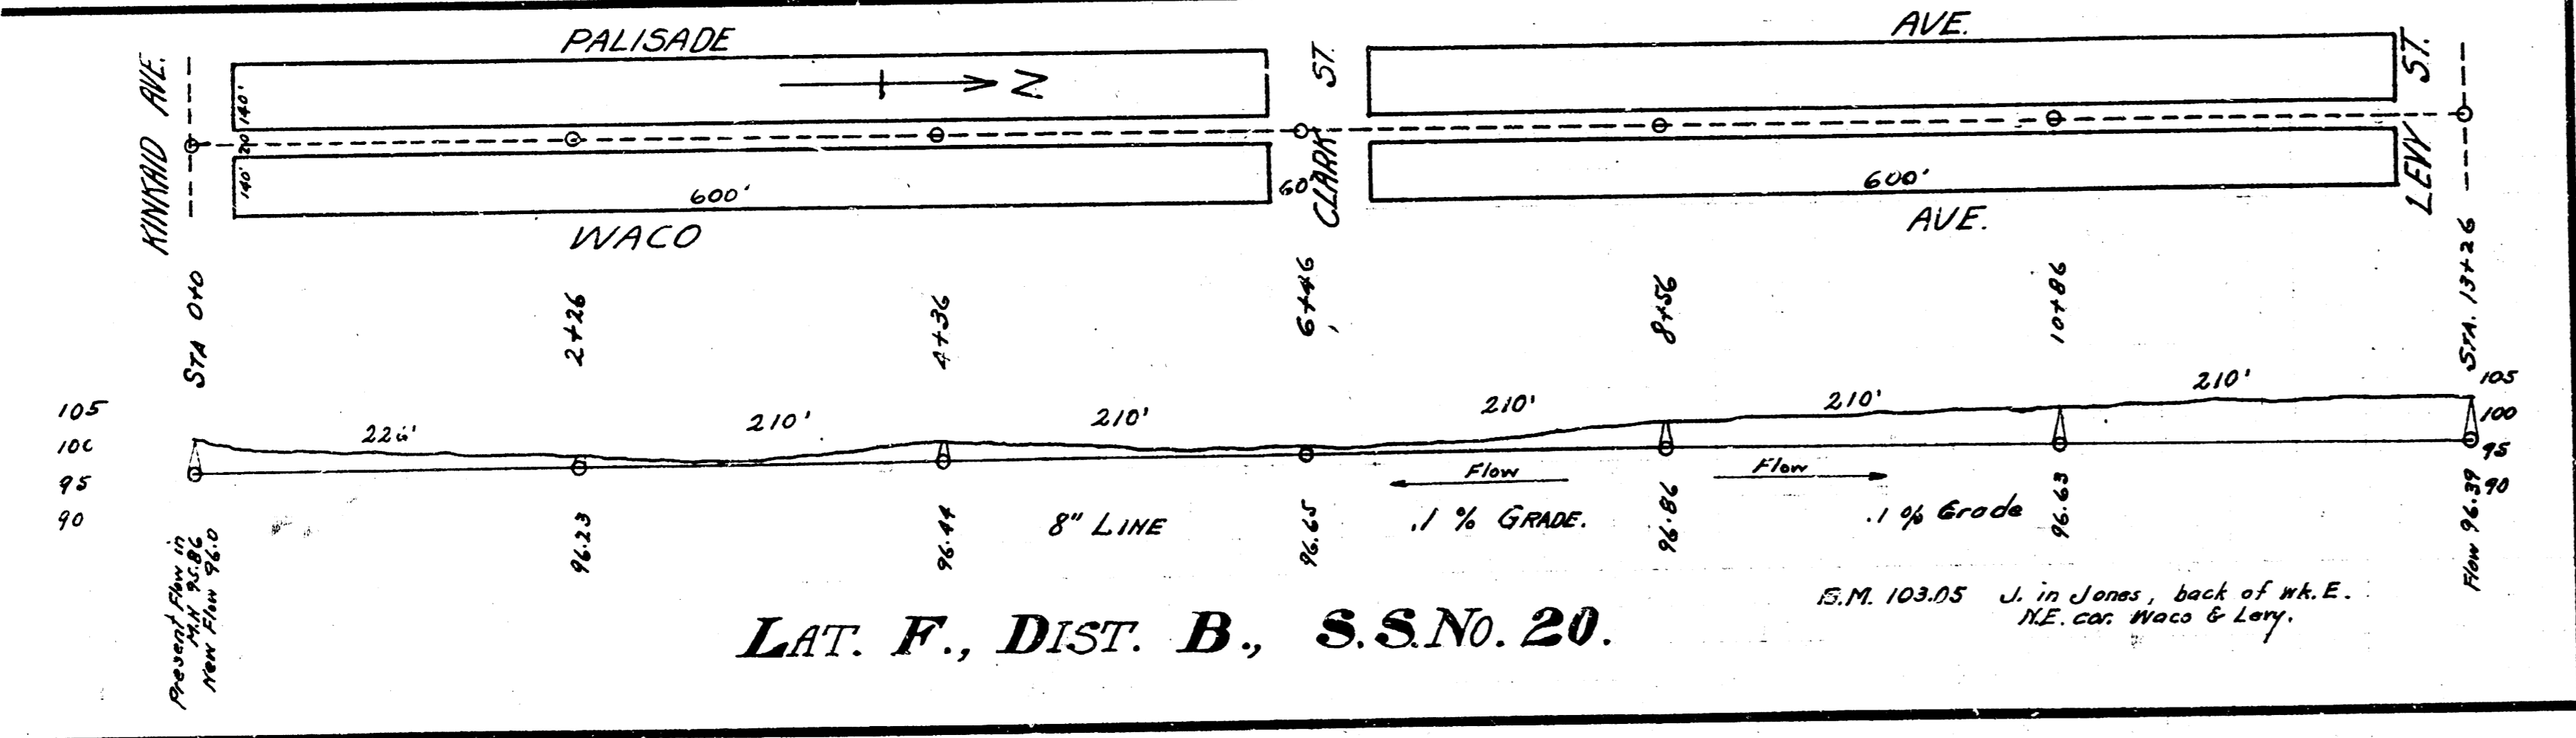 PALISADE AVE.
KINKAID AVE.
N
CLARK ST.
LEVY ST.
140'
20'
140'
600'
60'
600'
WACO AVE.
STA 0+0
2+26
4+36
6+46
8+56
10+86
STA. 13+26
105
100
95
90
226'
210'
210'
210'
210'
210'
105
100
95
90
Flow
Flow
8" LINE
.1 % GRADE.
.1 % Grade
Present Flow in
M.H 95.86
New Flow 96.0
96.23
96.44
96.65
96.86
96.63
Flow 96.39
B.M. 103.05 J. in Jones, back of wk. E.
N.E. cor. Waco & Levy.
LAT. F., DIST. B., S.S. NO. 20.